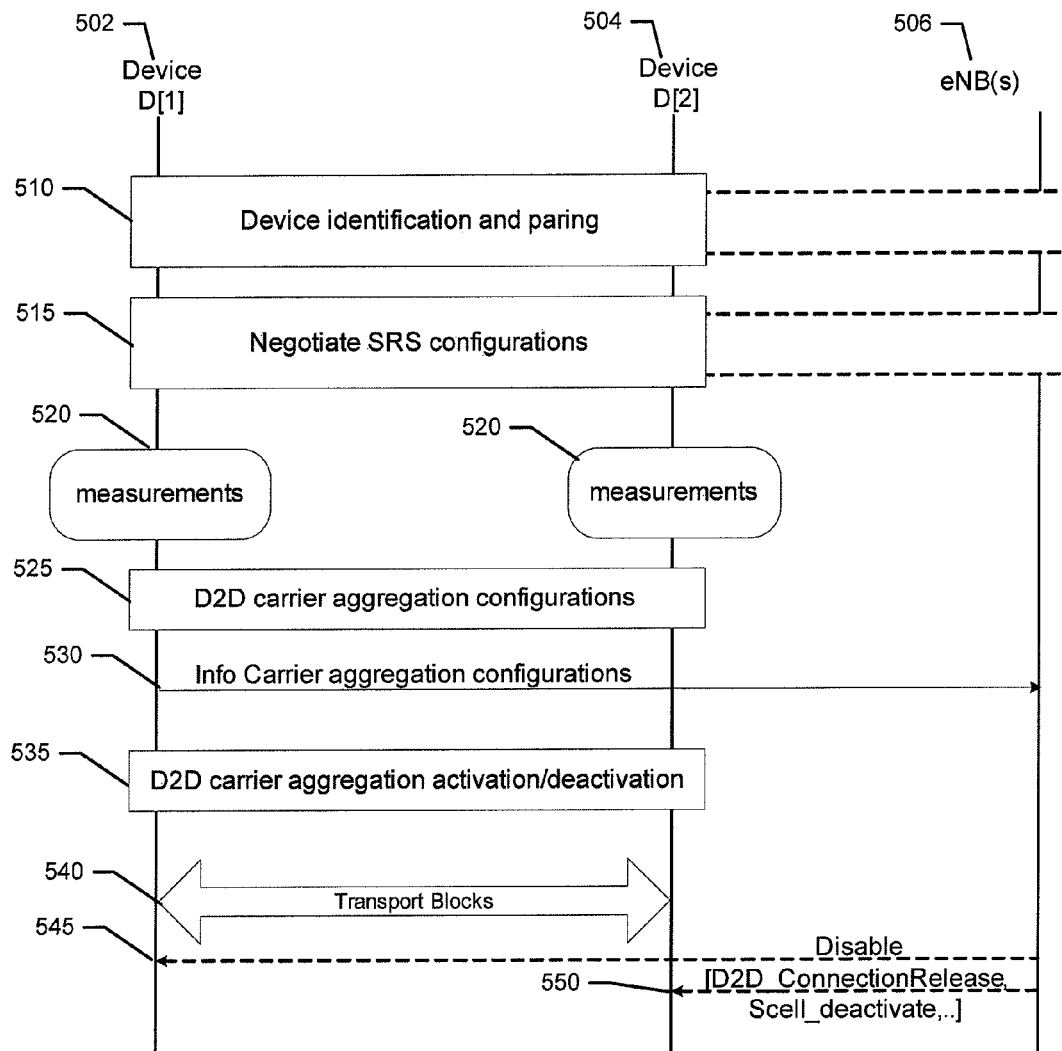 502
504
506
Device
D[1]
Device
D[2]
eNB(s)
510
Device identification and paring
515
Negotiate SRS configurations
520
520
measurements
measurements
525
D2D carrier aggregation configurations
530
Info Carrier aggregation configurations
535
D2D carrier aggregation activation/deactivation
540
Transport Blocks
545
Disable
550
[D2D_ConnectionRelease,
Scell_deactivate,..]